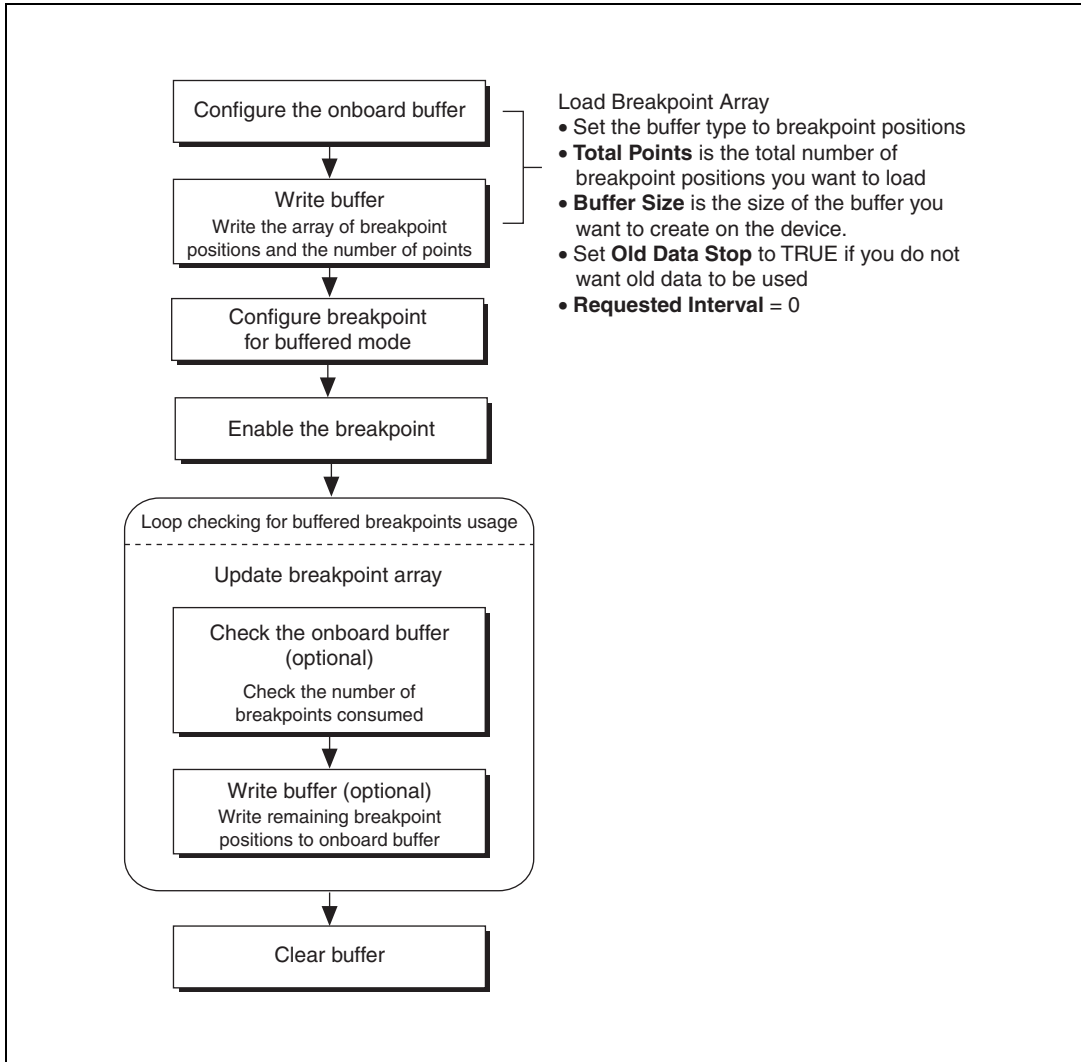 Configure the onboard buffer
Write buffer
Write the array of breakpoint
positions and the number of points
Load Breakpoint Array
• Set the buffer type to breakpoint positions
• Total Points is the total number of
breakpoint positions you want to load
• Buffer Size is the size of the buffer you
want to create on the device.
• Set Old Data Stop to TRUE if you do not
want old data to be used
• Requested Interval = 0
Configure breakpoint
for buffered mode
Enable the breakpoint
Loop checking for buffered breakpoints usage
Update breakpoint array
Check the onboard buffer
(optional)
Check the number of
breakpoints consumed
Write buffer (optional)
Write remaining breakpoint
positions to onboard buffer
Clear buffer